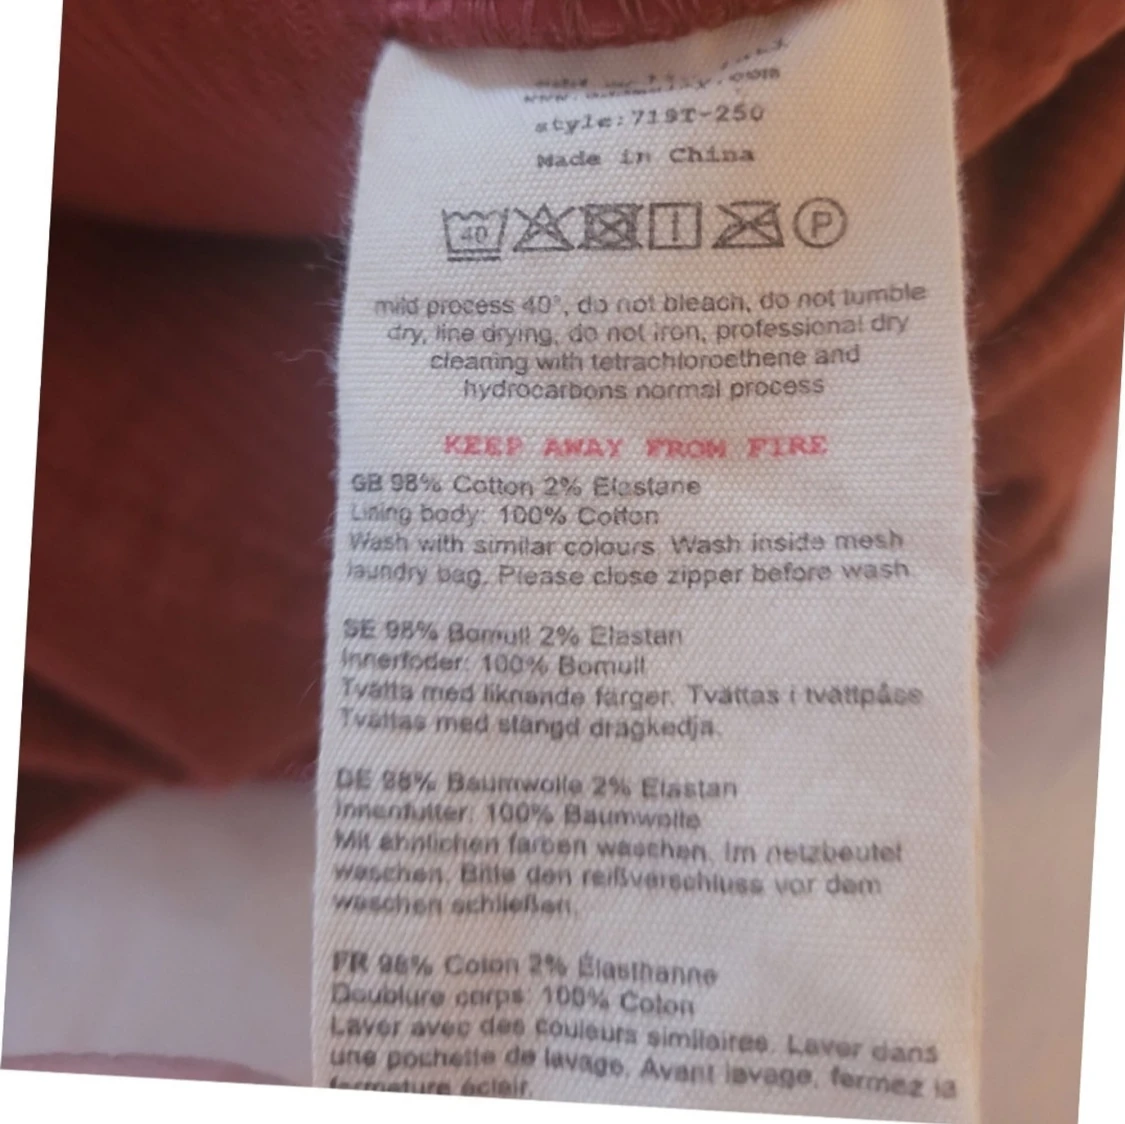 style:719T-250
Made in China
40 P
mild process 40°, do not bleach, do not tumble
dry, line drying, do not iron, professional dry
cleaning with tetrachloroethene and
hydrocarbons normal process
KEEP AWAY FROM FIRE
GB 98% Cotton 2% Elastane
Lining body: 100% Cotton
Wash with similar colours. Wash inside mesh
laundry bag. Please close zipper before wash.
SE 98% Bomull 2% Elastan
Innerfoder: 100% Bomull
Tvätta med liknande färger. Tvättas i tvättpåse
Tvättas med stängd dragkedja.
DE 98% Baumwolle 2% Elastan
Innenfutter: 100% Baumwolle
Mit ähnlichen farben waschen. Im netzbeutel
waschen. Bitte den reißverschluss vor dem
waschen schließen.
FR 98% Coton 2% Élasthanne
Doublure corps: 100% Coton
Laver avec des couleurs similaires. Laver dans
une pochette de lavage. Avant lavage, fermez la
fermeture éclair.